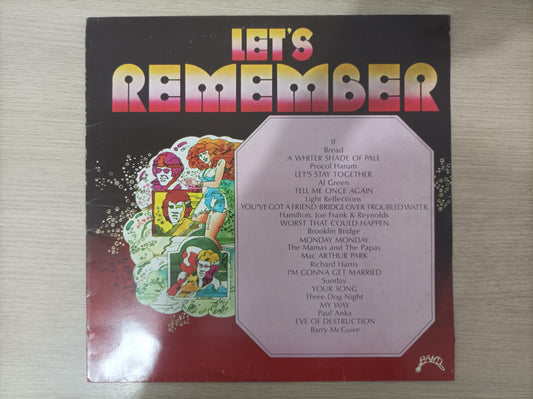 LET'S
REMEMBER
IF
Bread
A WHITER SHADE OF PALE
Procol Harum
LET'S STAY TOGETHER
Al Green
TELL ME ONCE AGAIN
Light Reflections
YOU'VE GOT A FRIEND-BRIDGE OVER TROUBLED WATER
Hamilton, Joe Frank & Reynolds
WORST THAT COULD HAPPEN
Brooklin Bridge
MONDAY MONDAY
The Mamas and The Papas
Mac ARTHUR PARK
Richard Harris
I'M GONNA GET MARRIED
Sunday
YOUR SONG
Three Dog Night
MY WAY
Paul Anka
EVE OF DESTRUCTION
Barry McGuire